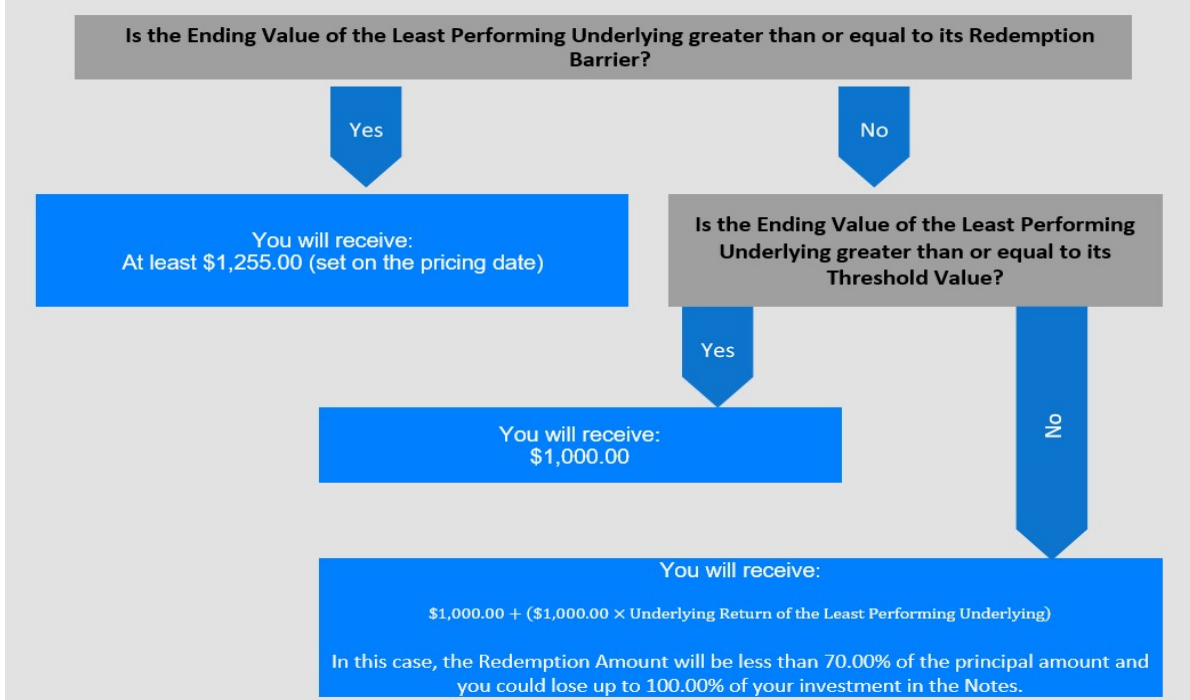 Is the Ending Value of the Least Performing Underlying greater than or equal to its Redemption
Barrier?
Yes
No
You will receive:
At least $1,255.00 (set on the pricing date)
Is the Ending Value of the Least Performing
Underlying greater than or equal to its
Threshold Value?
Yes
No
You will receive:
$1,000.00
You will receive:
$1,000.00 + ($1,000.00 × Underlying Return of the Least Performing Underlying)
In this case, the Redemption Amount will be less than 70.00% of the principal amount and
you could lose up to 100.00% of your investment in the Notes.